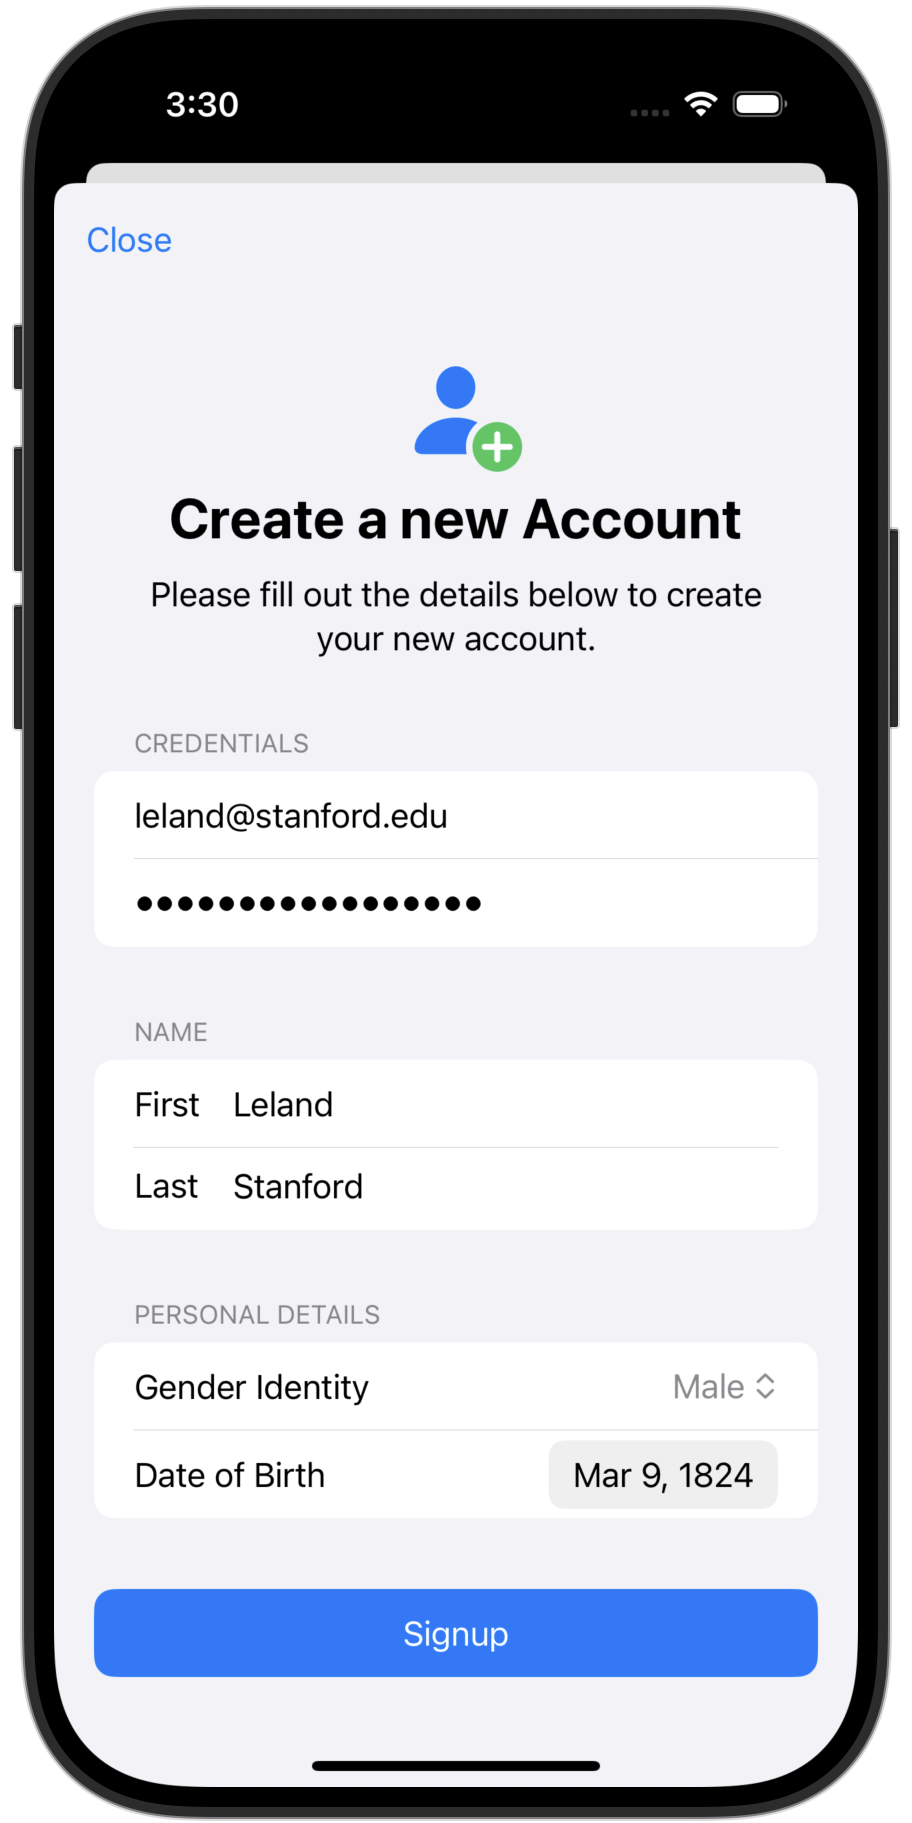 3:30
Close
Create a new Account
Please fill out the details below to create
your new account.
CREDENTIALS
leland@stanford.edu
•••••••••••••••••
NAME
First Leland
Last Stanford
PERSONAL DETAILS
Gender Identity Male
Date of Birth Mar 9, 1824
Signup